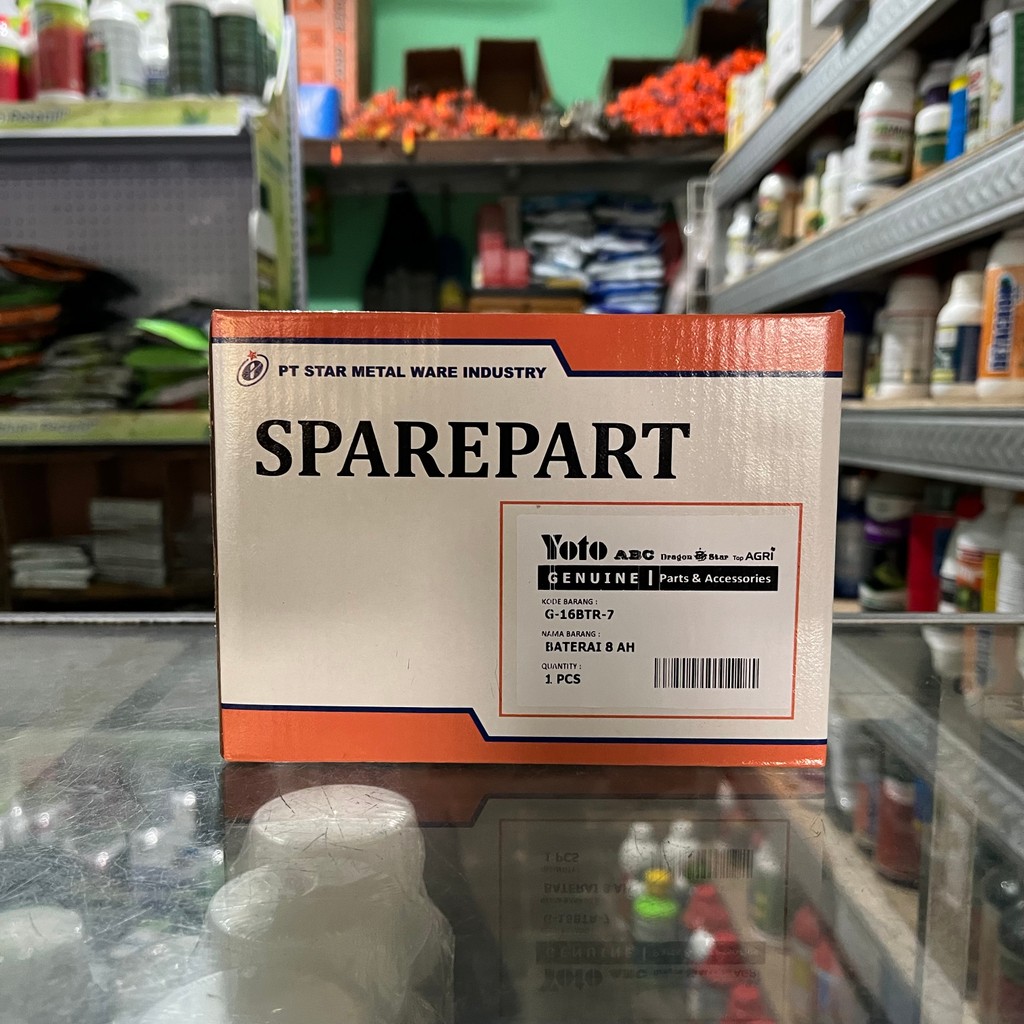 PT STAR METAL WARE INDUSTRY
SPAREPART
Yoto ABC Dragon Star Top AGRi
GENUINE | Parts & Accessories
KODE BARANG :
G-16BTR-7
NAMA BARANG :
BATERAI 8 AH
QUANTITY :
1 PCS